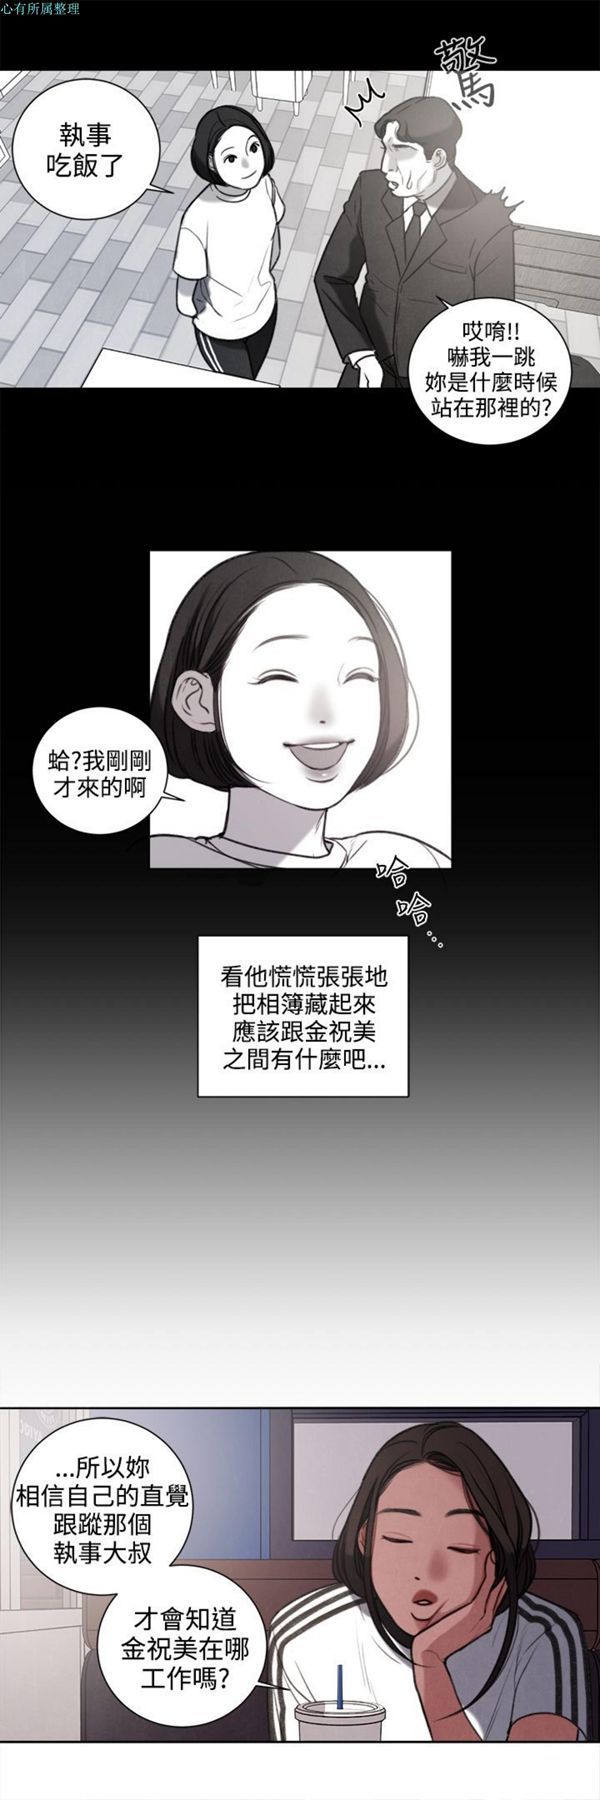 心有所属整理
驚
執事
吃飯了
哎唷!!
嚇我一跳
妳是什麼時候
站在那裡的?
蛤?我剛剛
才來的啊
哈
哈...
看他慌慌張張地
把相簿藏起來
應該跟金祝美
之間有什麼吧...
...所以妳
相信自己的直覺
跟蹤那個
執事大叔
才會知道
金祝美在哪
工作嗎?